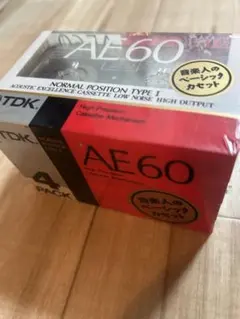 AE60
NORMAL POSITION TYPE I
ACOUSTIC EXCELLENCE CASSETTE LOW NOISE HIGH OUTPUT
音楽人の
ベーシック
カセット
TDK
High Precision
Cassette Mechanism
TDK
AE60
4
PACK
音楽人の
ベーシック
カセット